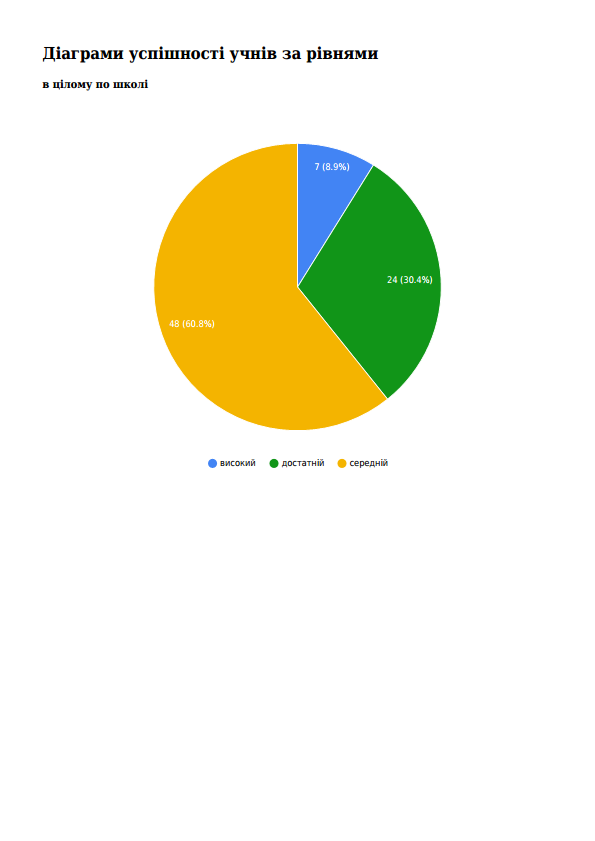 Діаграми успішності учнів за рівнями
в цілому по школі
7 (8.9%)
24 (30.4%)
48 (60.8%)
високий достатній середній